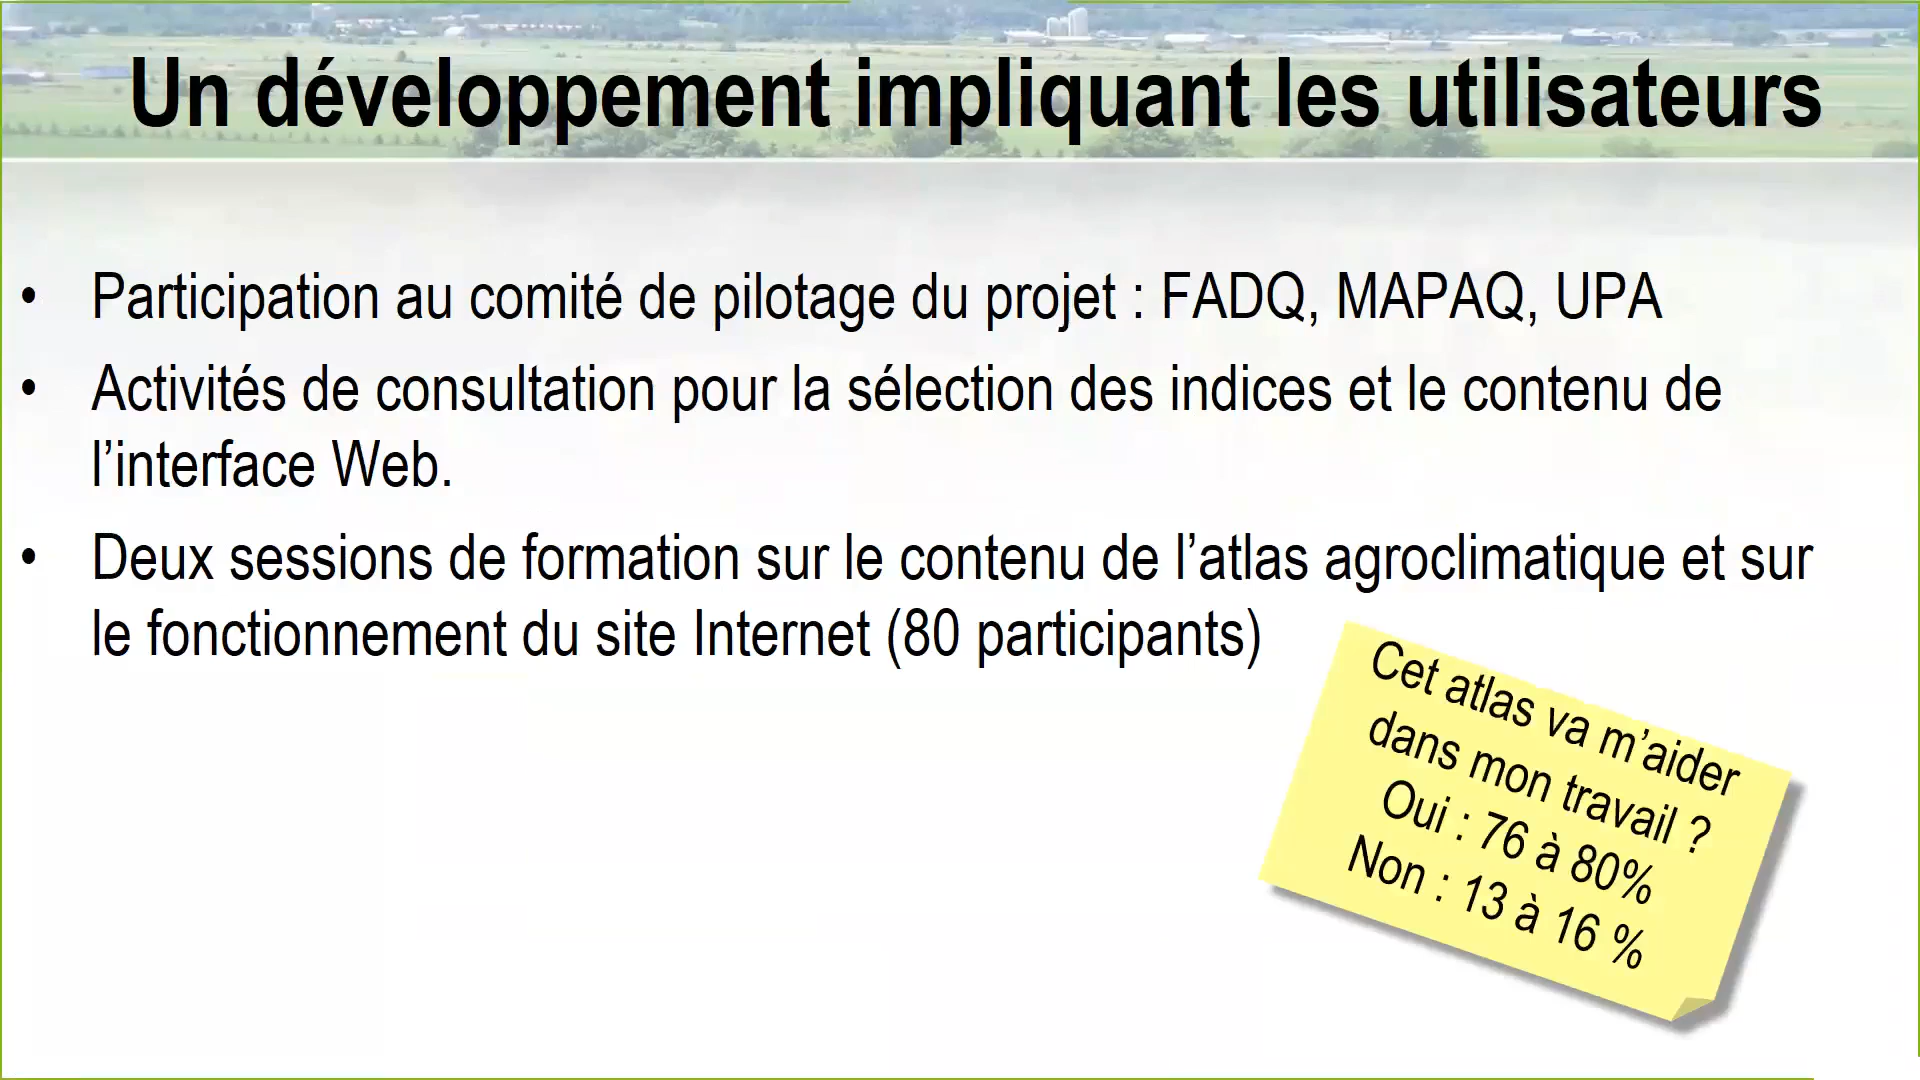 Un développement impliquant les utilisateurs
• Participation au comité de pilotage du projet : FADQ, MAPAQ, UPA
• Activités de consultation pour la sélection des indices et le contenu de
l’interface Web.
• Deux sessions de formation sur le contenu de l’atlas agroclimatique et sur
le fonctionnement du site Internet (80 participants)
Cet atlas va m’aider
dans mon travail ?
Oui : 76 à 80%
Non : 13 à 16 %